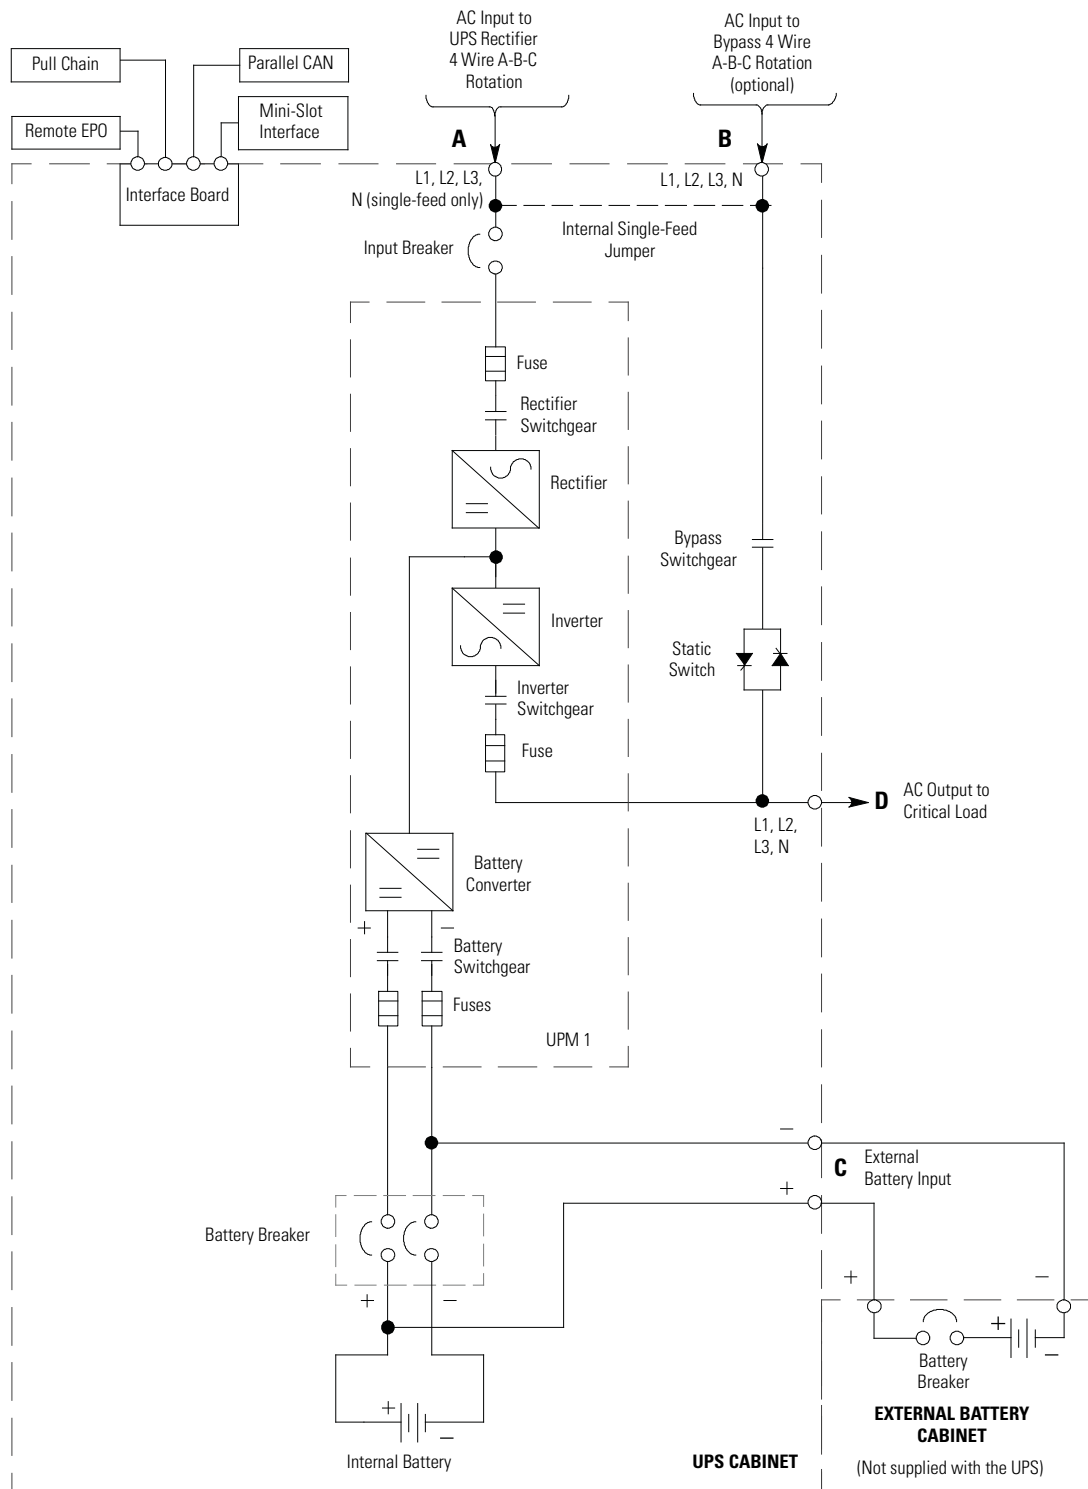 AC Input to
UPS Rectifier
4 Wire A-B-C
Rotation
AC Input to
Bypass 4 Wire
A-B-C Rotation
(optional)
Pull Chain
Parallel CAN
Remote EPO
Mini-Slot
Interface
Interface Board
A
B
L1, L2, L3,
N (single-feed only)
L1, L2, L3, N
Internal Single-Feed
Jumper
Input Breaker
Fuse
Rectifier
Switchgear
Rectifier
Bypass
Switchgear
Inverter
Static
Switch
Inverter
Switchgear
Fuse
D
AC Output to
Critical Load
L1, L2,
L3, N
Battery
Converter
+
−
Battery
Switchgear
Fuses
UPM 1
−
C
External
Battery Input
+
Battery Breaker
+
−
+
−
+
−
Battery
Breaker
+
−
Internal Battery
UPS CABINET
EXTERNAL BATTERY
CABINET
(Not supplied with the UPS)